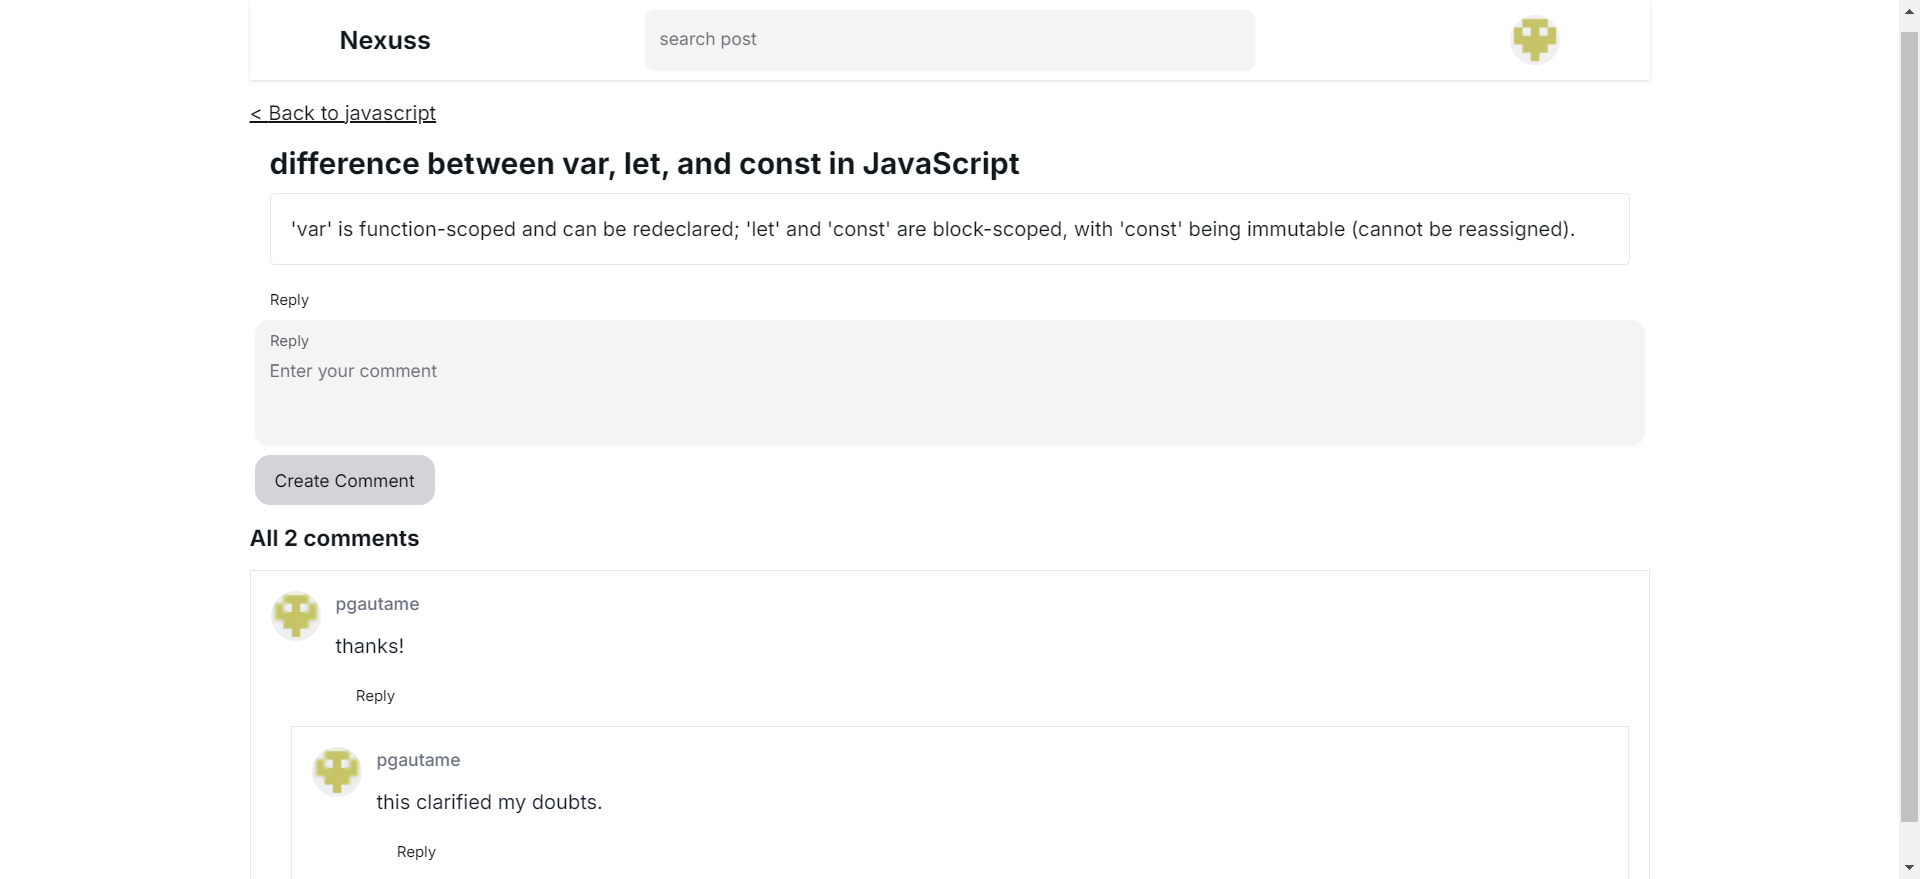 Nexuss
search post
< Back to javascript
difference between var, let, and const in JavaScript
'var' is function-scoped and can be redeclared; 'let' and 'const' are block-scoped, with 'const' being immutable (cannot be reassigned).
Reply
Reply
Enter your comment
Create Comment
All 2 comments
pgautame
thanks!
Reply
pgautame
this clarified my doubts.
Reply